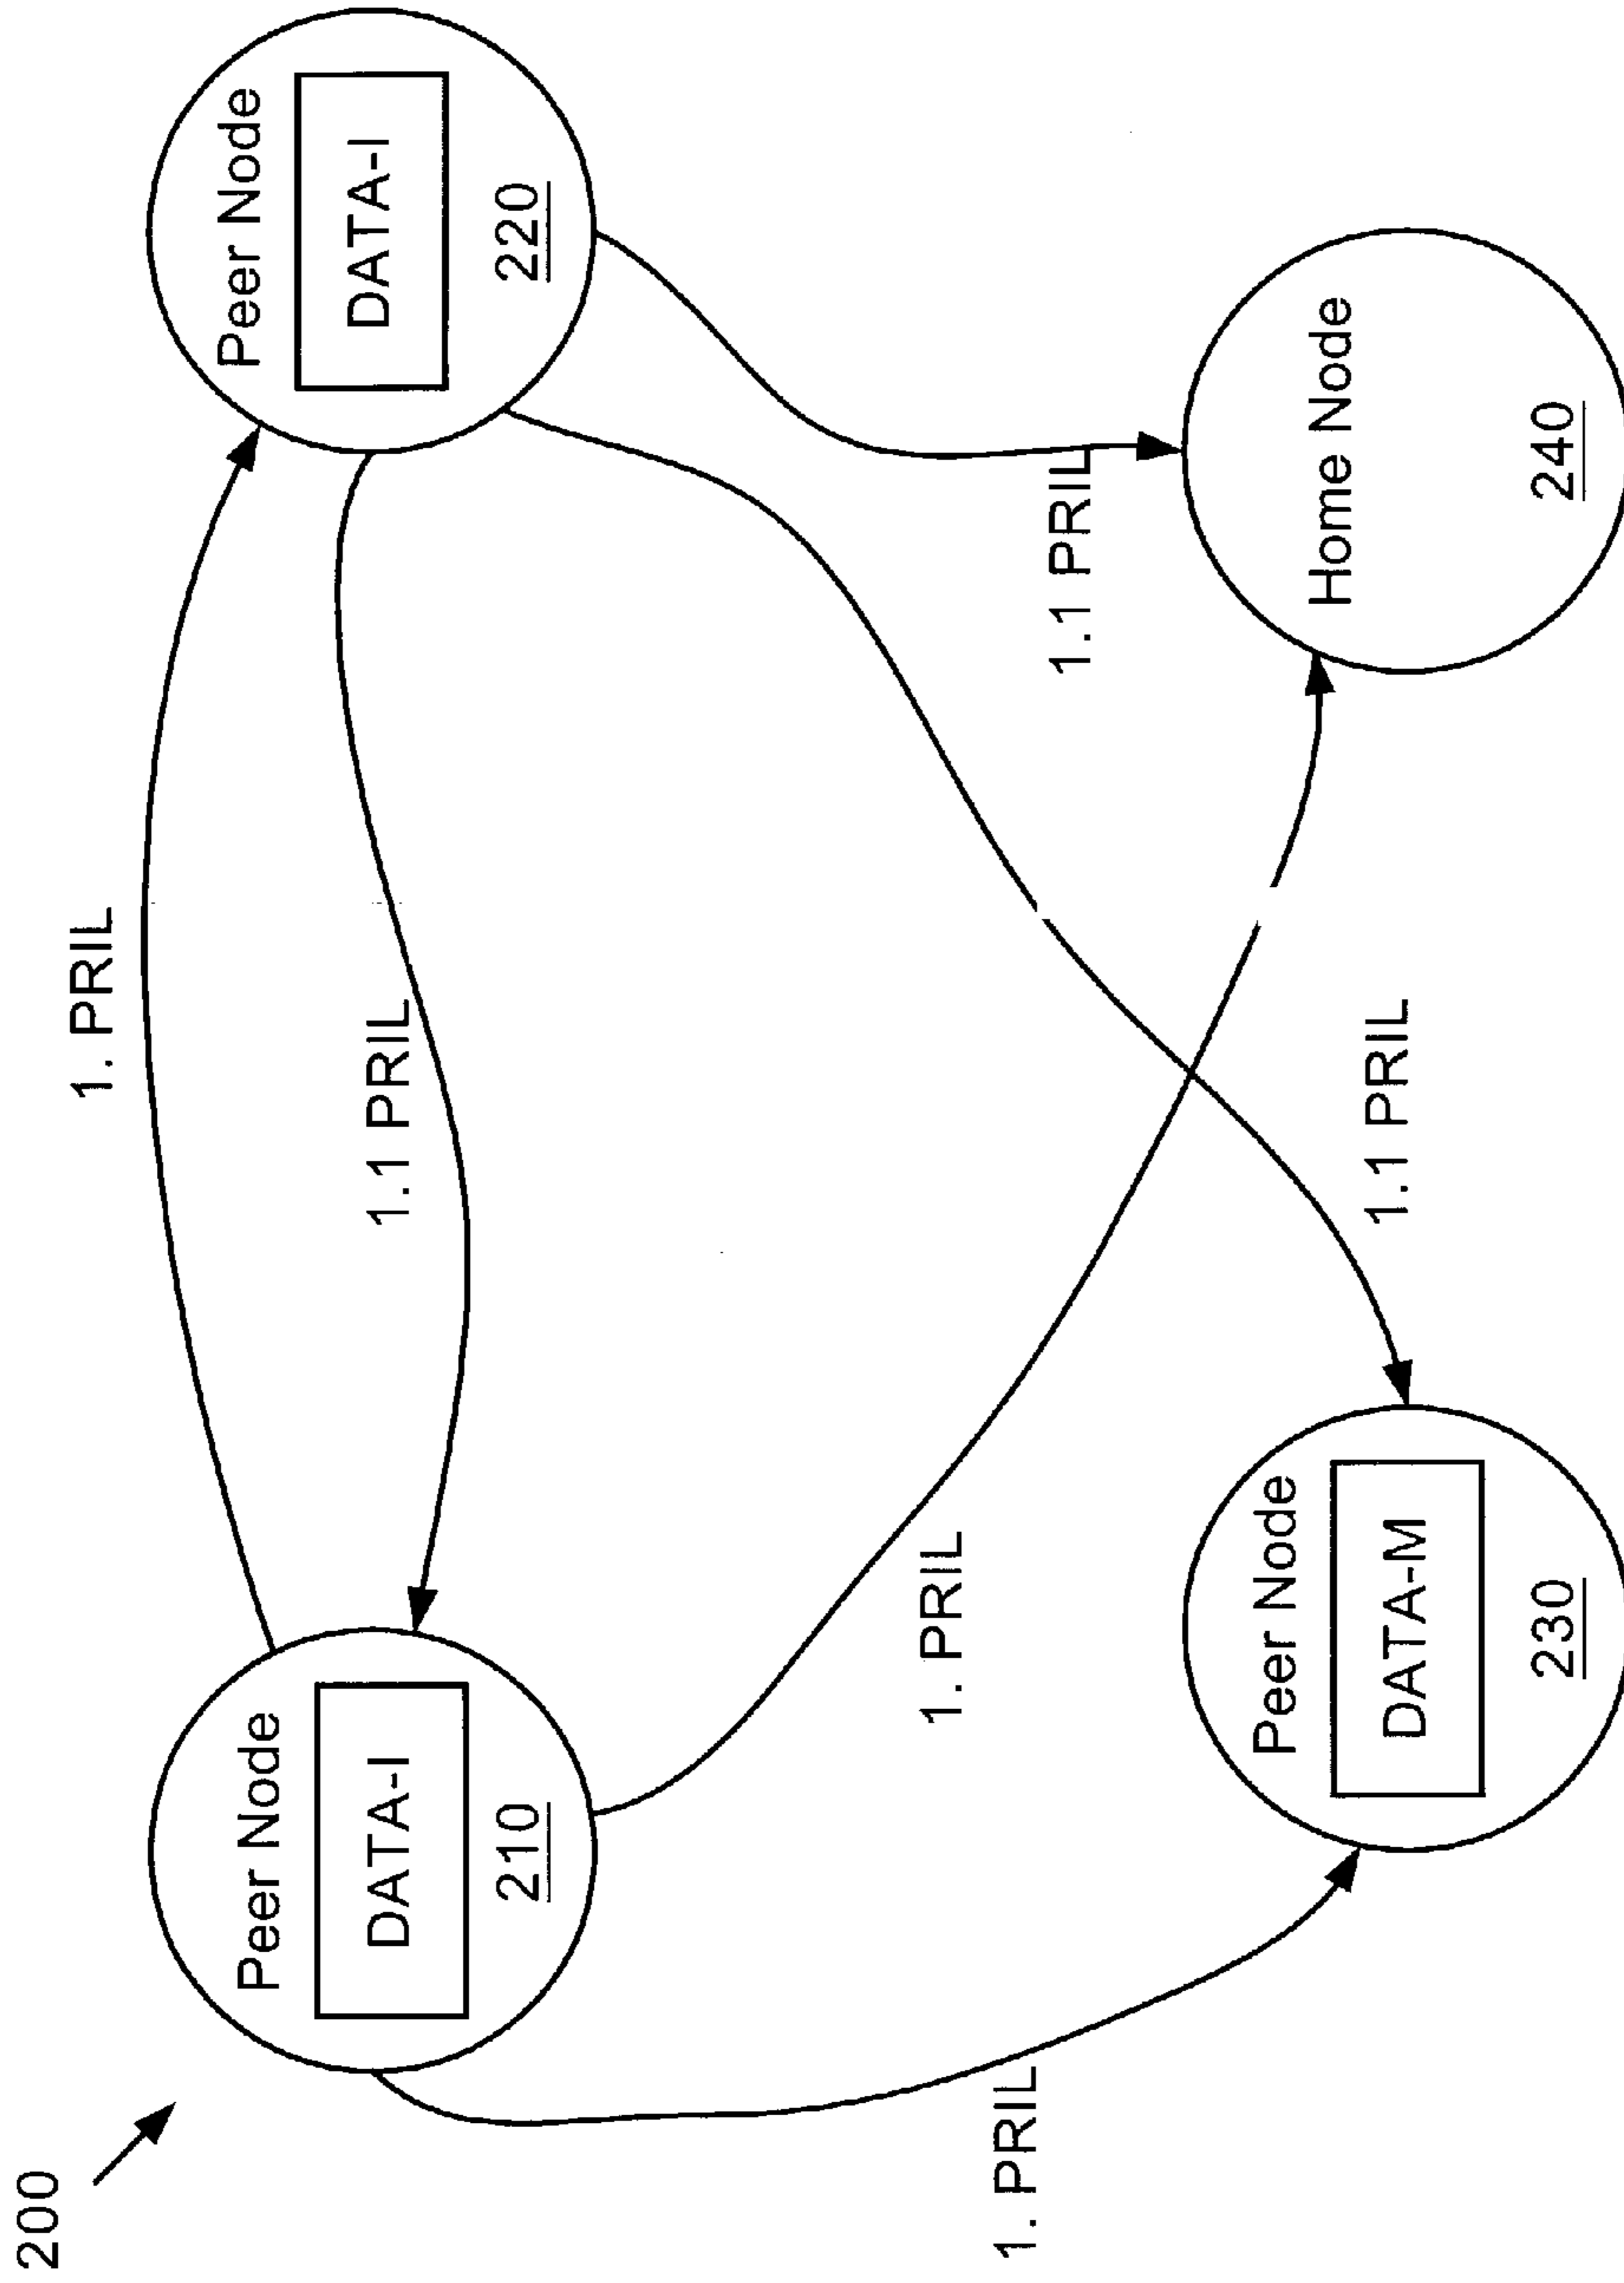 200
1. PRIL
Peer Node
DATA-I
210
Peer Node
DATA-I
220
1.1 PRIL
1. PRIL
1. PRIL
1.1 PRIL
1.1 PRIL
Peer Node
DATA-M
230
Home Node
240